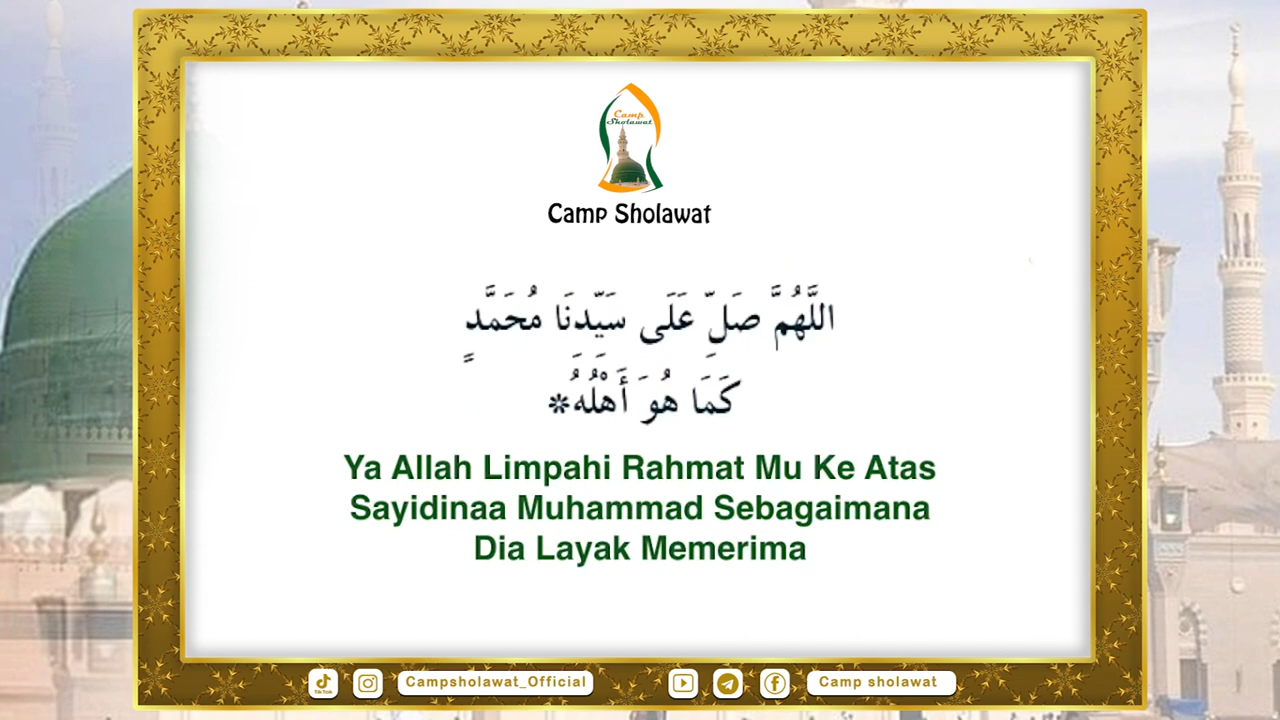 Camp
Sholawat
Camp Sholawat
اللَّهُمَّ صَلِّ عَلَى سَيِّدِنَا مُحَمَّدٍ
كَمَا هُوَ أَهْلُهُ*
Ya Allah Limpahi Rahmat Mu Ke Atas
Sayidinaa Muhammad Sebagaimana
Dia Layak Memerima
TikTok
Campsholawat_Official
Camp sholawat